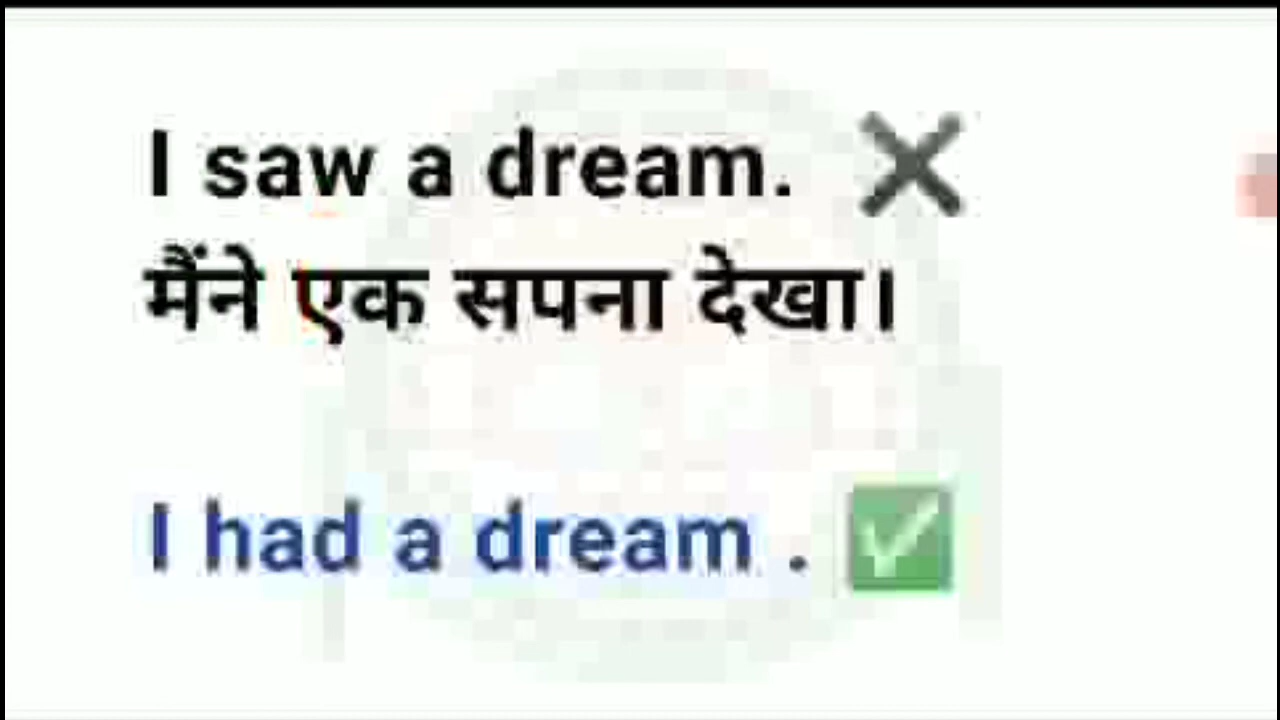 I saw a dream. ❌
मैंने एक सपना देखा।
I had a dream . ✅